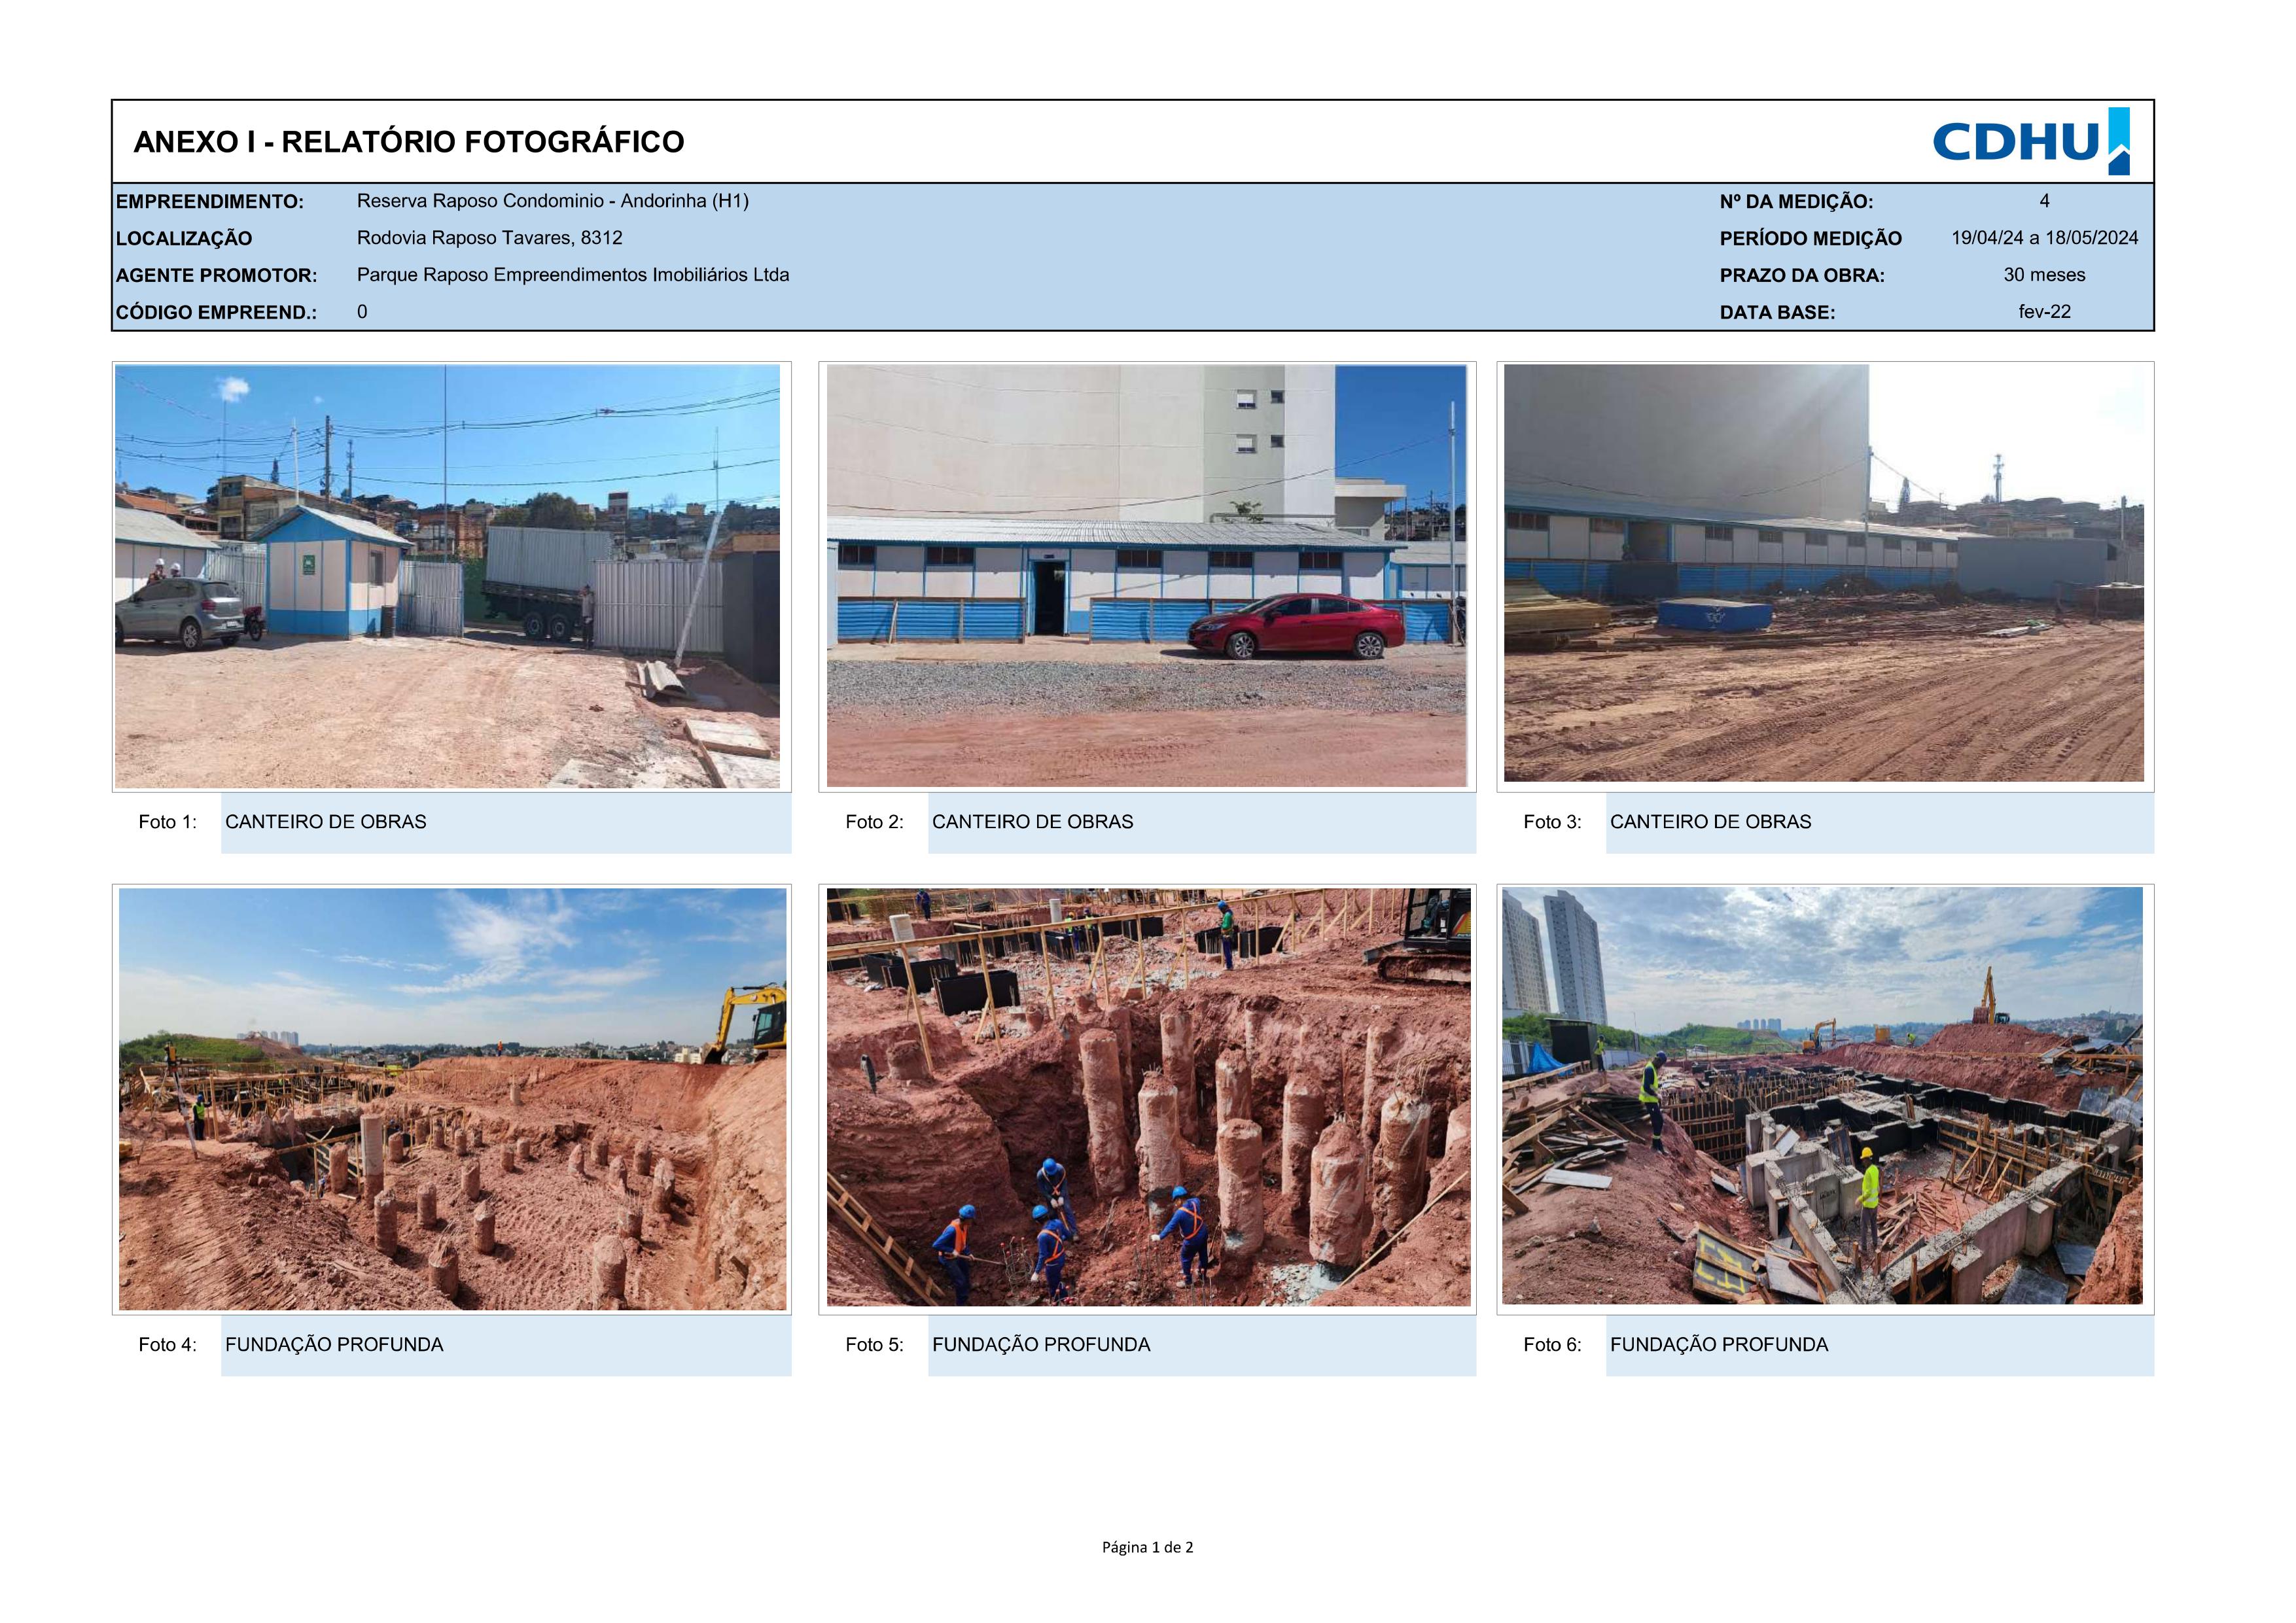 ANEXO I - RELATÓRIO FOTOGRÁFICO
CDHU
EMPREENDIMENTO: Reserva Raposo Condominio - Andorinha (H1) Nº DA MEDIÇÃO: 4
LOCALIZAÇÃO Rodovia Raposo Tavares, 8312 PERÍODO MEDIÇÃO 19/04/24 a 18/05/2024
AGENTE PROMOTOR: Parque Raposo Empreendimentos Imobiliários Ltda PRAZO DA OBRA: 30 meses
CÓDIGO EMPREEND.: 0 DATA BASE: fev-22
Foto 1: CANTEIRO DE OBRAS
Foto 2: CANTEIRO DE OBRAS
Foto 3: CANTEIRO DE OBRAS
Foto 4: FUNDAÇÃO PROFUNDA
Foto 5: FUNDAÇÃO PROFUNDA
Foto 6: FUNDAÇÃO PROFUNDA
Página 1 de 2